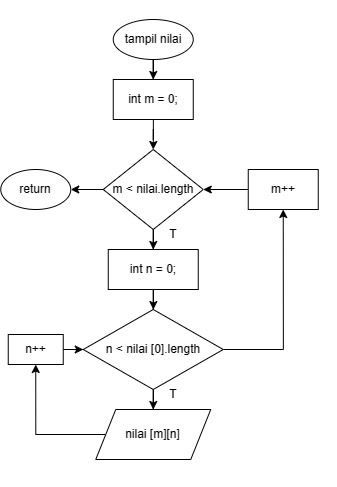 tampil nilai
int m = 0;
m < nilai.length
return
m++
T
int n = 0;
n < nilai [0].length
n++
T
nilai [m][n]